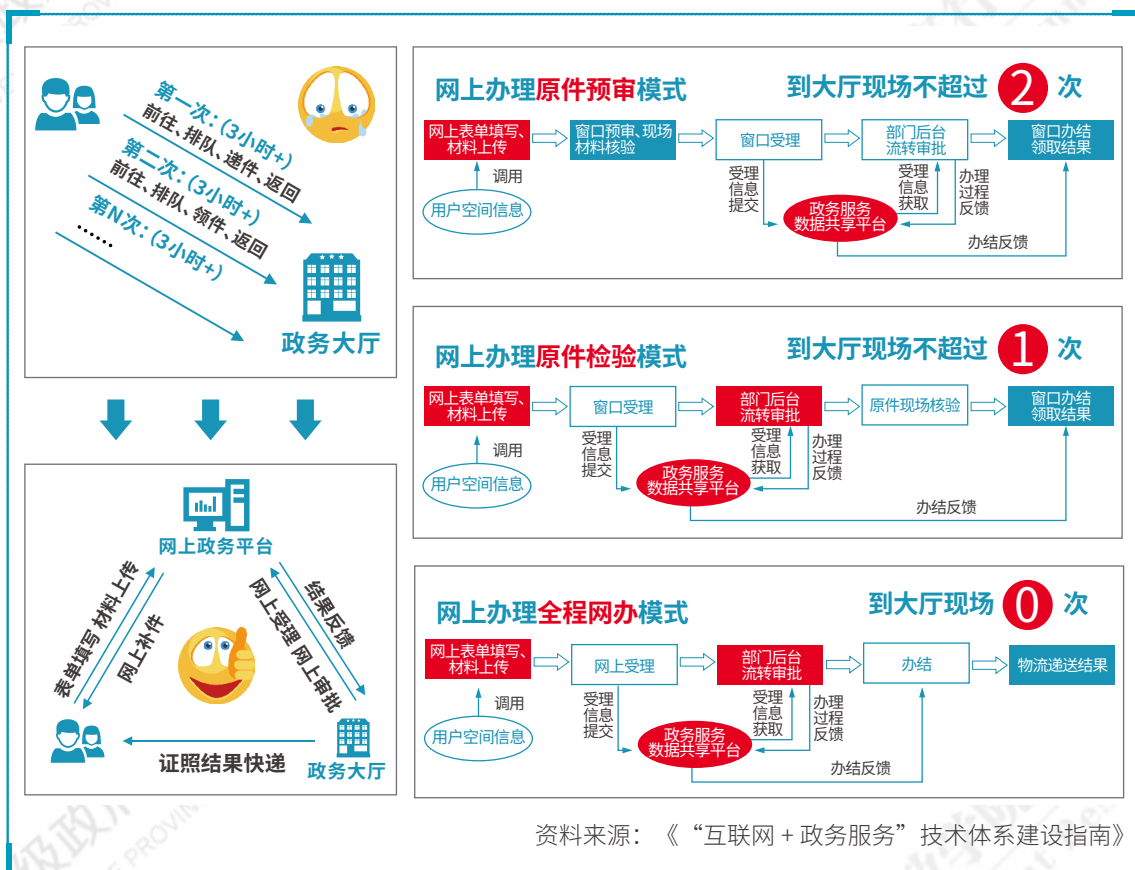 第一次：(3小时+)
前往、排队、递件、返回
第二次：(3小时+)
前往、排队、领件、返回
第N次：(3小时+)
……
政务大厅
网上政务平台
表单填写 材料上传
网上补件
结果反馈
网上受理 网上审批
证照结果快递
政务大厅
网上办理原件预审模式
到大厅现场不超过 2 次
网上表单填写、
材料上传
窗口预审、现场
材料核验
窗口受理
部门后台
流转审批
窗口办结
领取结果
调用
用户空间信息
受理
信息
提交
政务服务
数据共享平台
受理
信息
获取
办理
过程
反馈
办结反馈
网上办理原件检验模式
到大厅现场不超过 1 次
网上表单填写、
材料上传
窗口受理
部门后台
流转审批
原件现场核验
窗口办结
领取结果
调用
用户空间信息
受理
信息
提交
政务服务
数据共享平台
受理
信息
获取
办理
过程
反馈
办结反馈
网上办理全程网办模式
到大厅现场 0 次
网上表单填写、
材料上传
网上受理
部门后台
流转审批
办结
物流递送结果
调用
用户空间信息
受理
信息
提交
政务服务
数据共享平台
受理
信息
获取
办理
过程
反馈
办结反馈
资料来源：《“互联网+政务服务”技术体系建设指南》